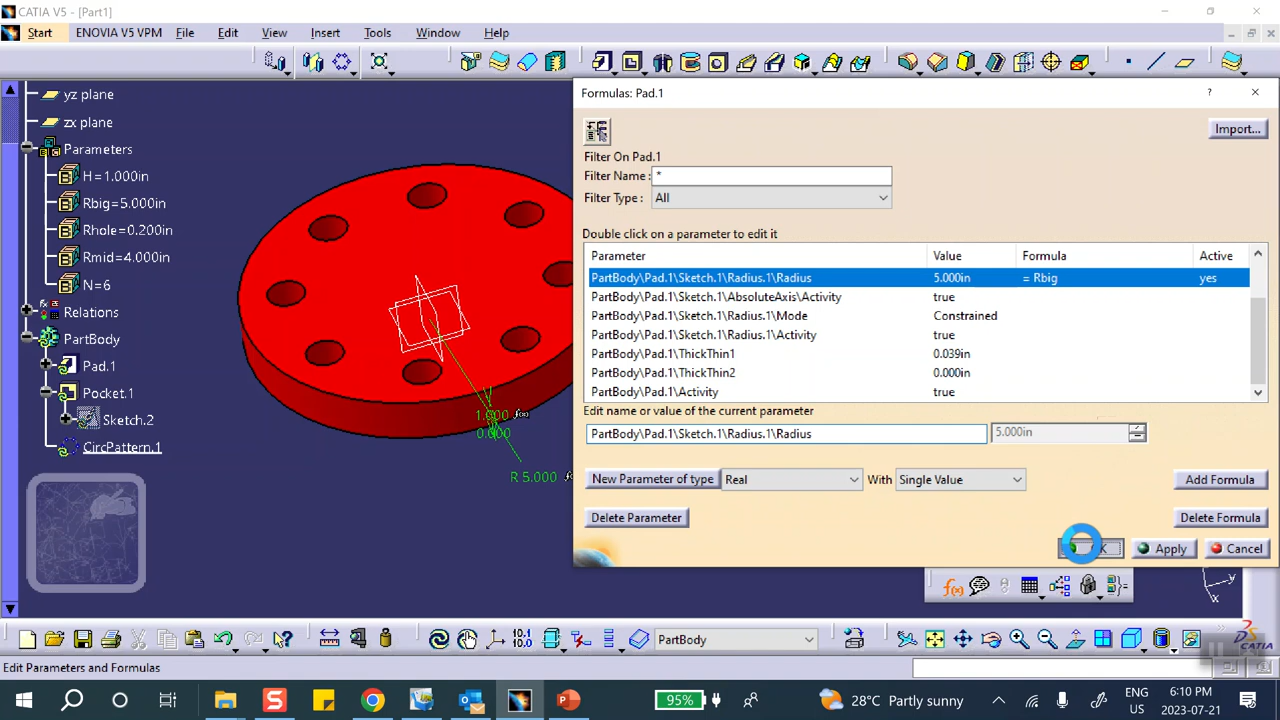 CATIA V5 - [Part1]
Start ENOVIA V5 VPM File Edit View Insert Tools Window Help
yz plane
zx plane
Parameters
H=1.000in
Rbig=5.000in
Rhole=0.200in
Rmid=4.000in
N=6
Relations
PartBody
Pad.1
Pocket.1
Sketch.2
CircPattern.1
1.000 f(x)
0.000
R 5.000
Formulas: Pad.1
?
Import...
Filter On Pad.1
Filter Name : *
Filter Type : All
Double click on a parameter to edit it
Parameter Value Formula Active
PartBody\Pad.1\Sketch.1\Radius.1\Radius 5.000in = Rbig yes
PartBody\Pad.1\Sketch.1\AbsoluteAxis\Activity true
PartBody\Pad.1\Sketch.1\Radius.1\Mode Constrained
PartBody\Pad.1\Sketch.1\Radius.1\Activity true
PartBody\Pad.1\ThickThin1 0.039in
PartBody\Pad.1\ThickThin2 0.000in
PartBody\Pad.1\Activity true
Edit name or value of the current parameter
PartBody\Pad.1\Sketch.1\Radius.1\Radius 5.000in
New Parameter of type Real With Single Value Add Formula
Delete Parameter Delete Formula
Apply Cancel
f(x)
y
x
10.1
10:1
PartBody
CATIA
Edit Parameters and Formulas
95% 28°C Partly sunny ENG 6:10 PM
US 2023-07-21